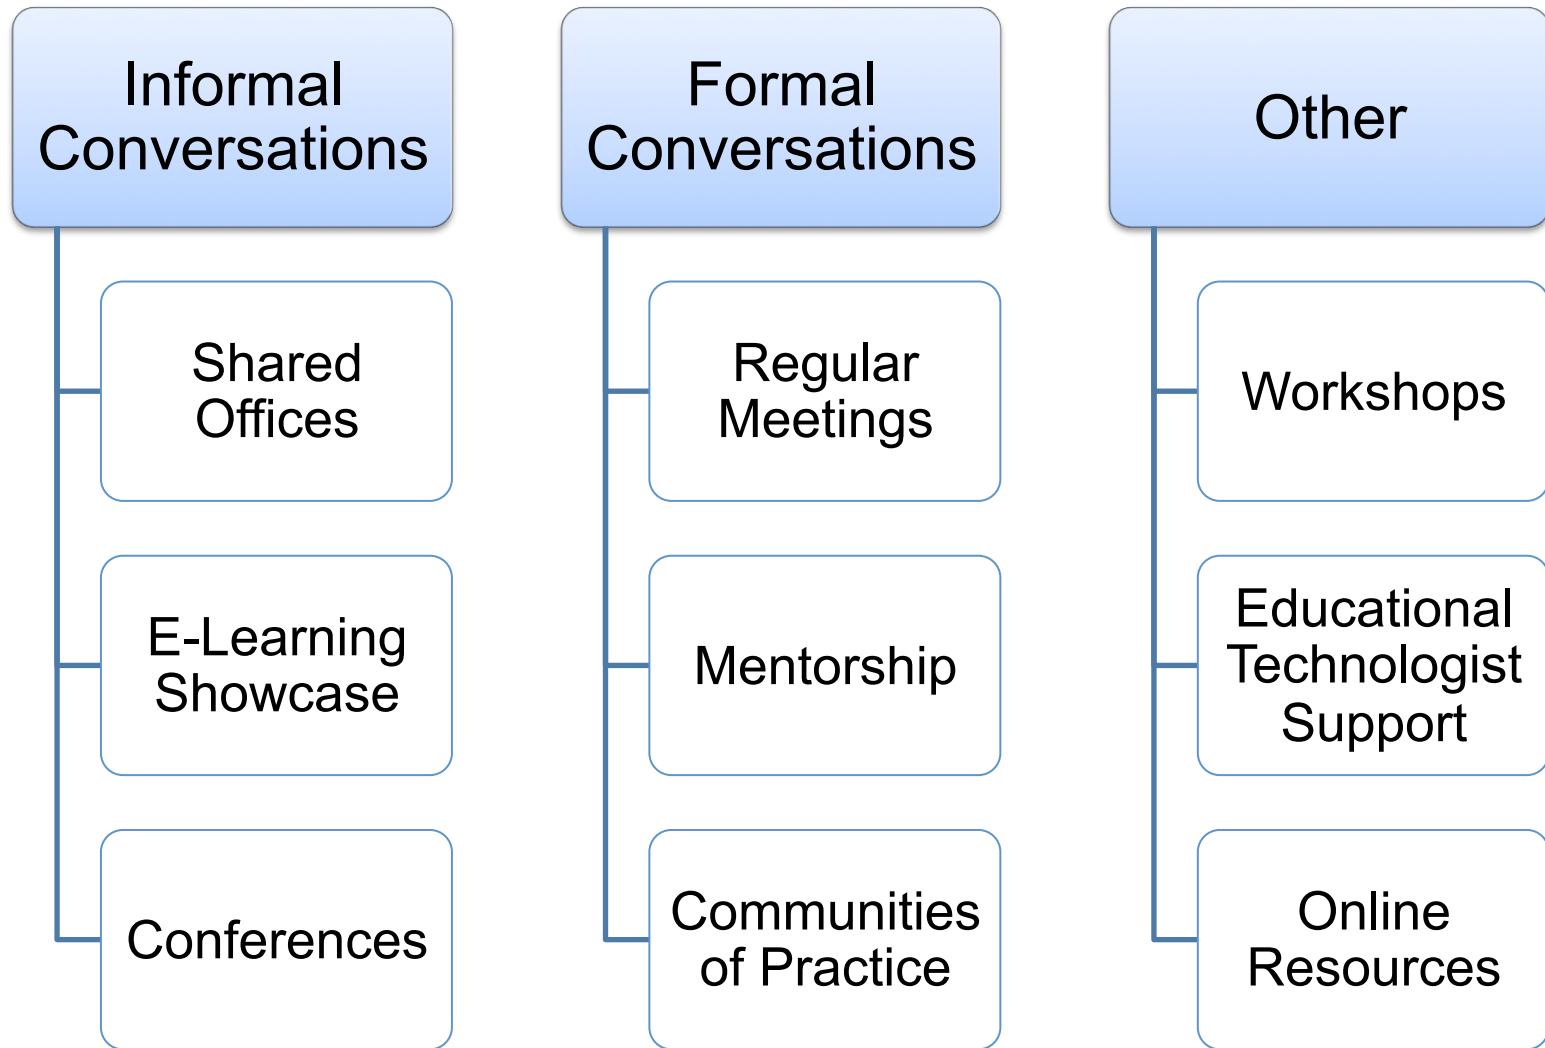 Informal
Conversations
Shared
Offices
E-Learning
Showcase
Conferences
Formal
Conversations
Regular
Meetings
Mentorship
Communities
of Practice
Other
Workshops
Educational
Technologist
Support
Online
Resources